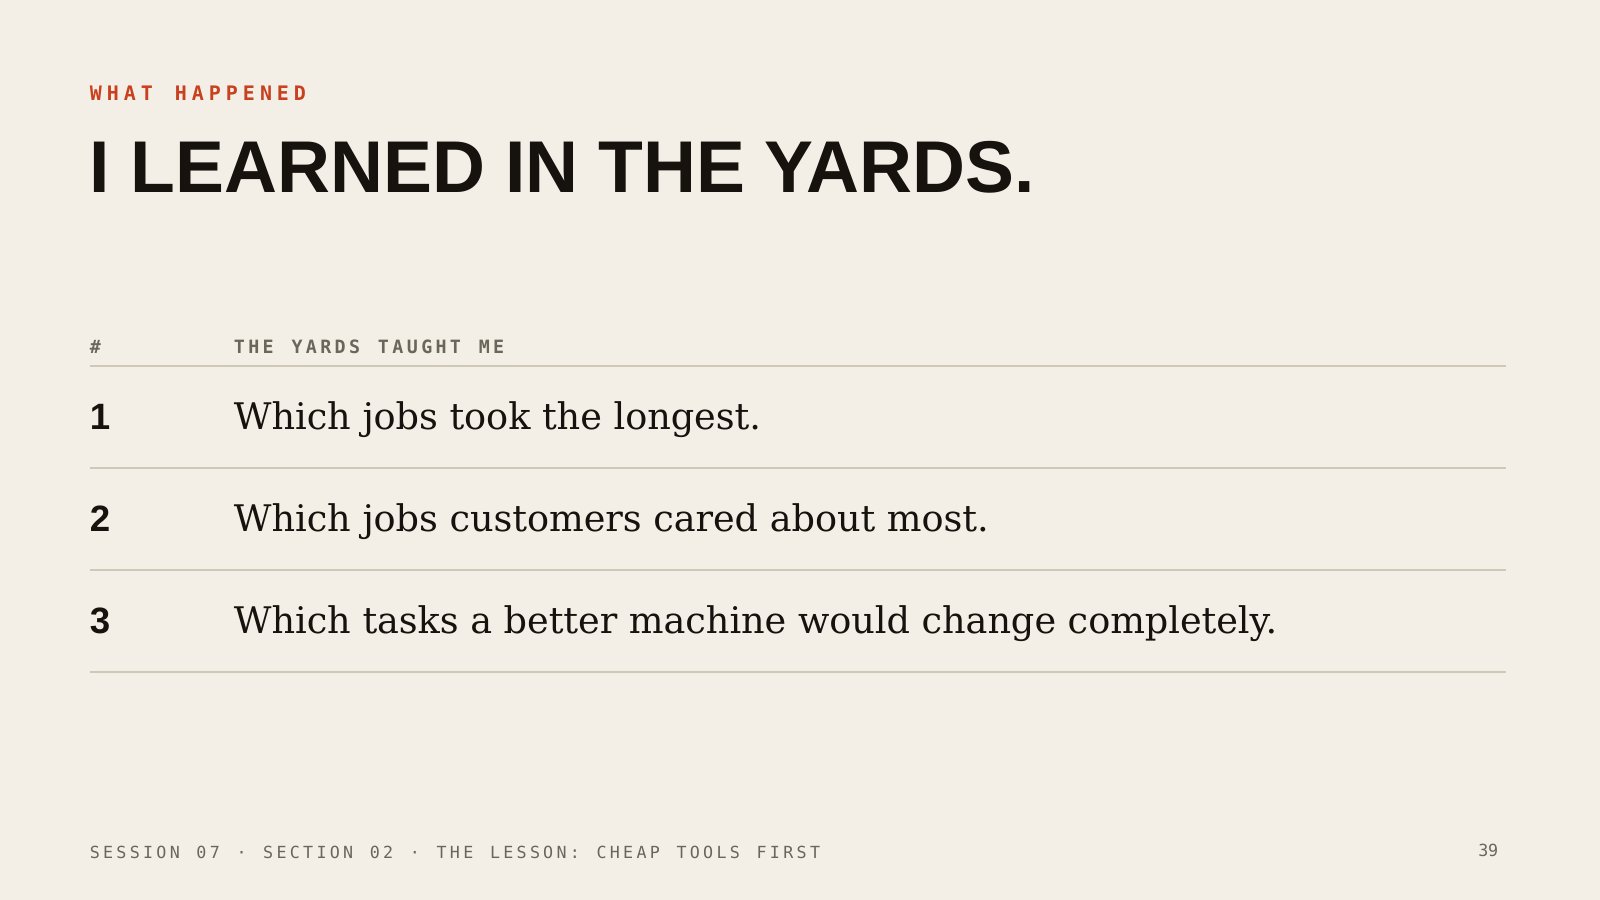 WHAT HAPPENED
I LEARNED IN THE YARDS.
# THE YARDS TAUGHT ME
1 Which jobs took the longest.
2 Which jobs customers cared about most.
3 Which tasks a better machine would change completely.
SESSION 07 · SECTION 02 · THE LESSON: CHEAP TOOLS FIRST 39